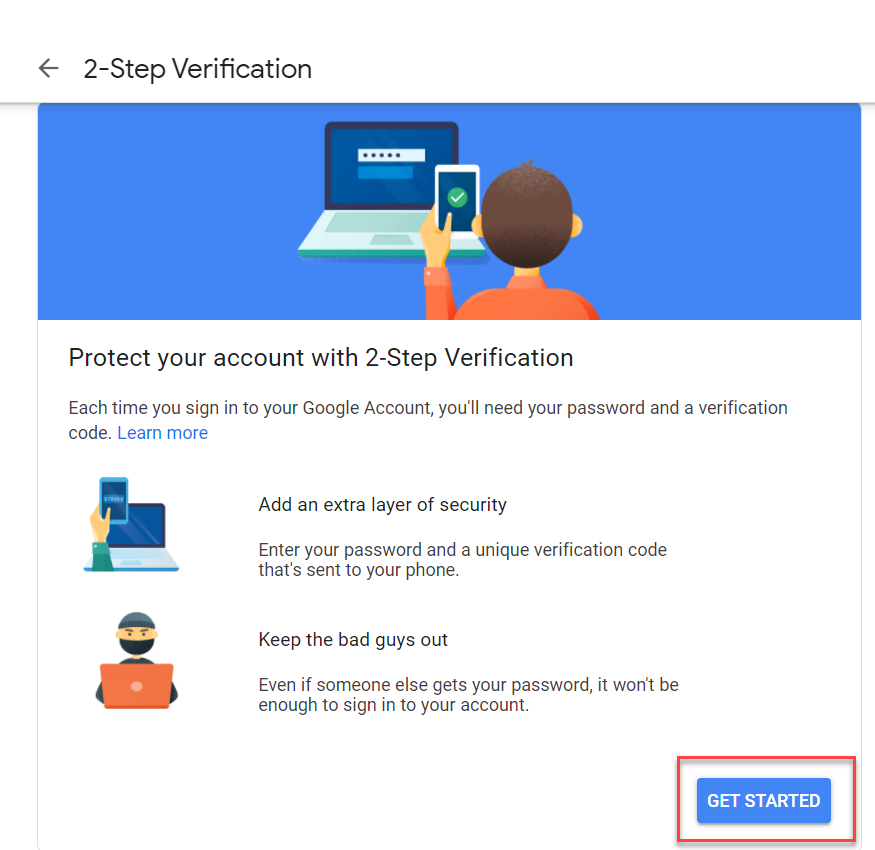 2-Step Verification
Protect your account with 2-Step Verification
Each time you sign in to your Google Account, you'll need your password and a verification
code. Learn more
Add an extra layer of security
Enter your password and a unique verification code
that's sent to your phone.
Keep the bad guys out
Even if someone else gets your password, it won't be
enough to sign in to your account.
GET STARTED